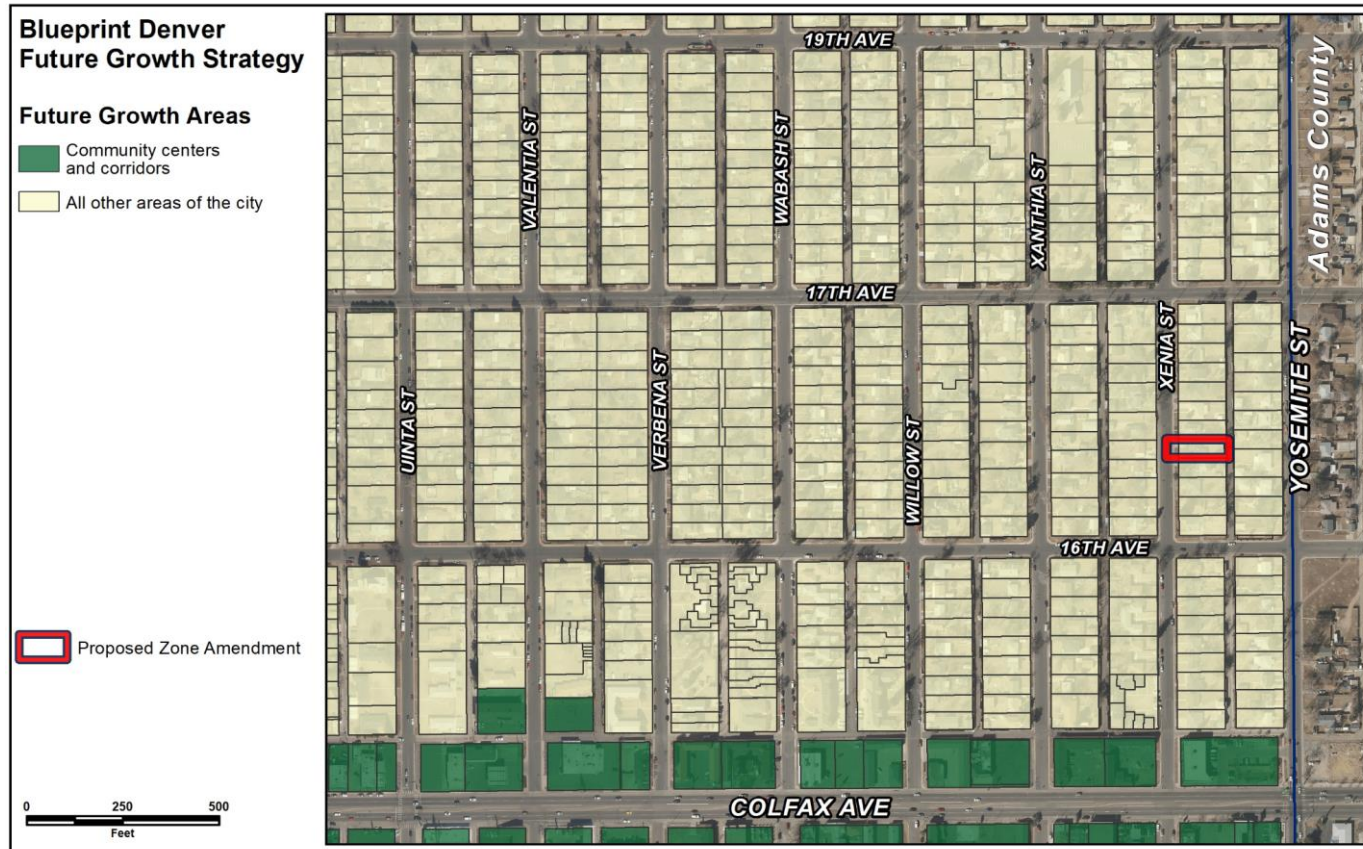 Blueprint Denver
Future Growth Strategy
Future Growth Areas
Community centers
and corridors
All other areas of the city
Proposed Zone Amendment
0 250 500
Feet
19TH AVE
VALENTIA ST
WABASH ST
XANTHIA ST
Adams County
17TH AVE
UINTA ST
VERBENA ST
WILLOW ST
XENIA ST
YOSEMITE ST
16TH AVE
COLFAX AVE